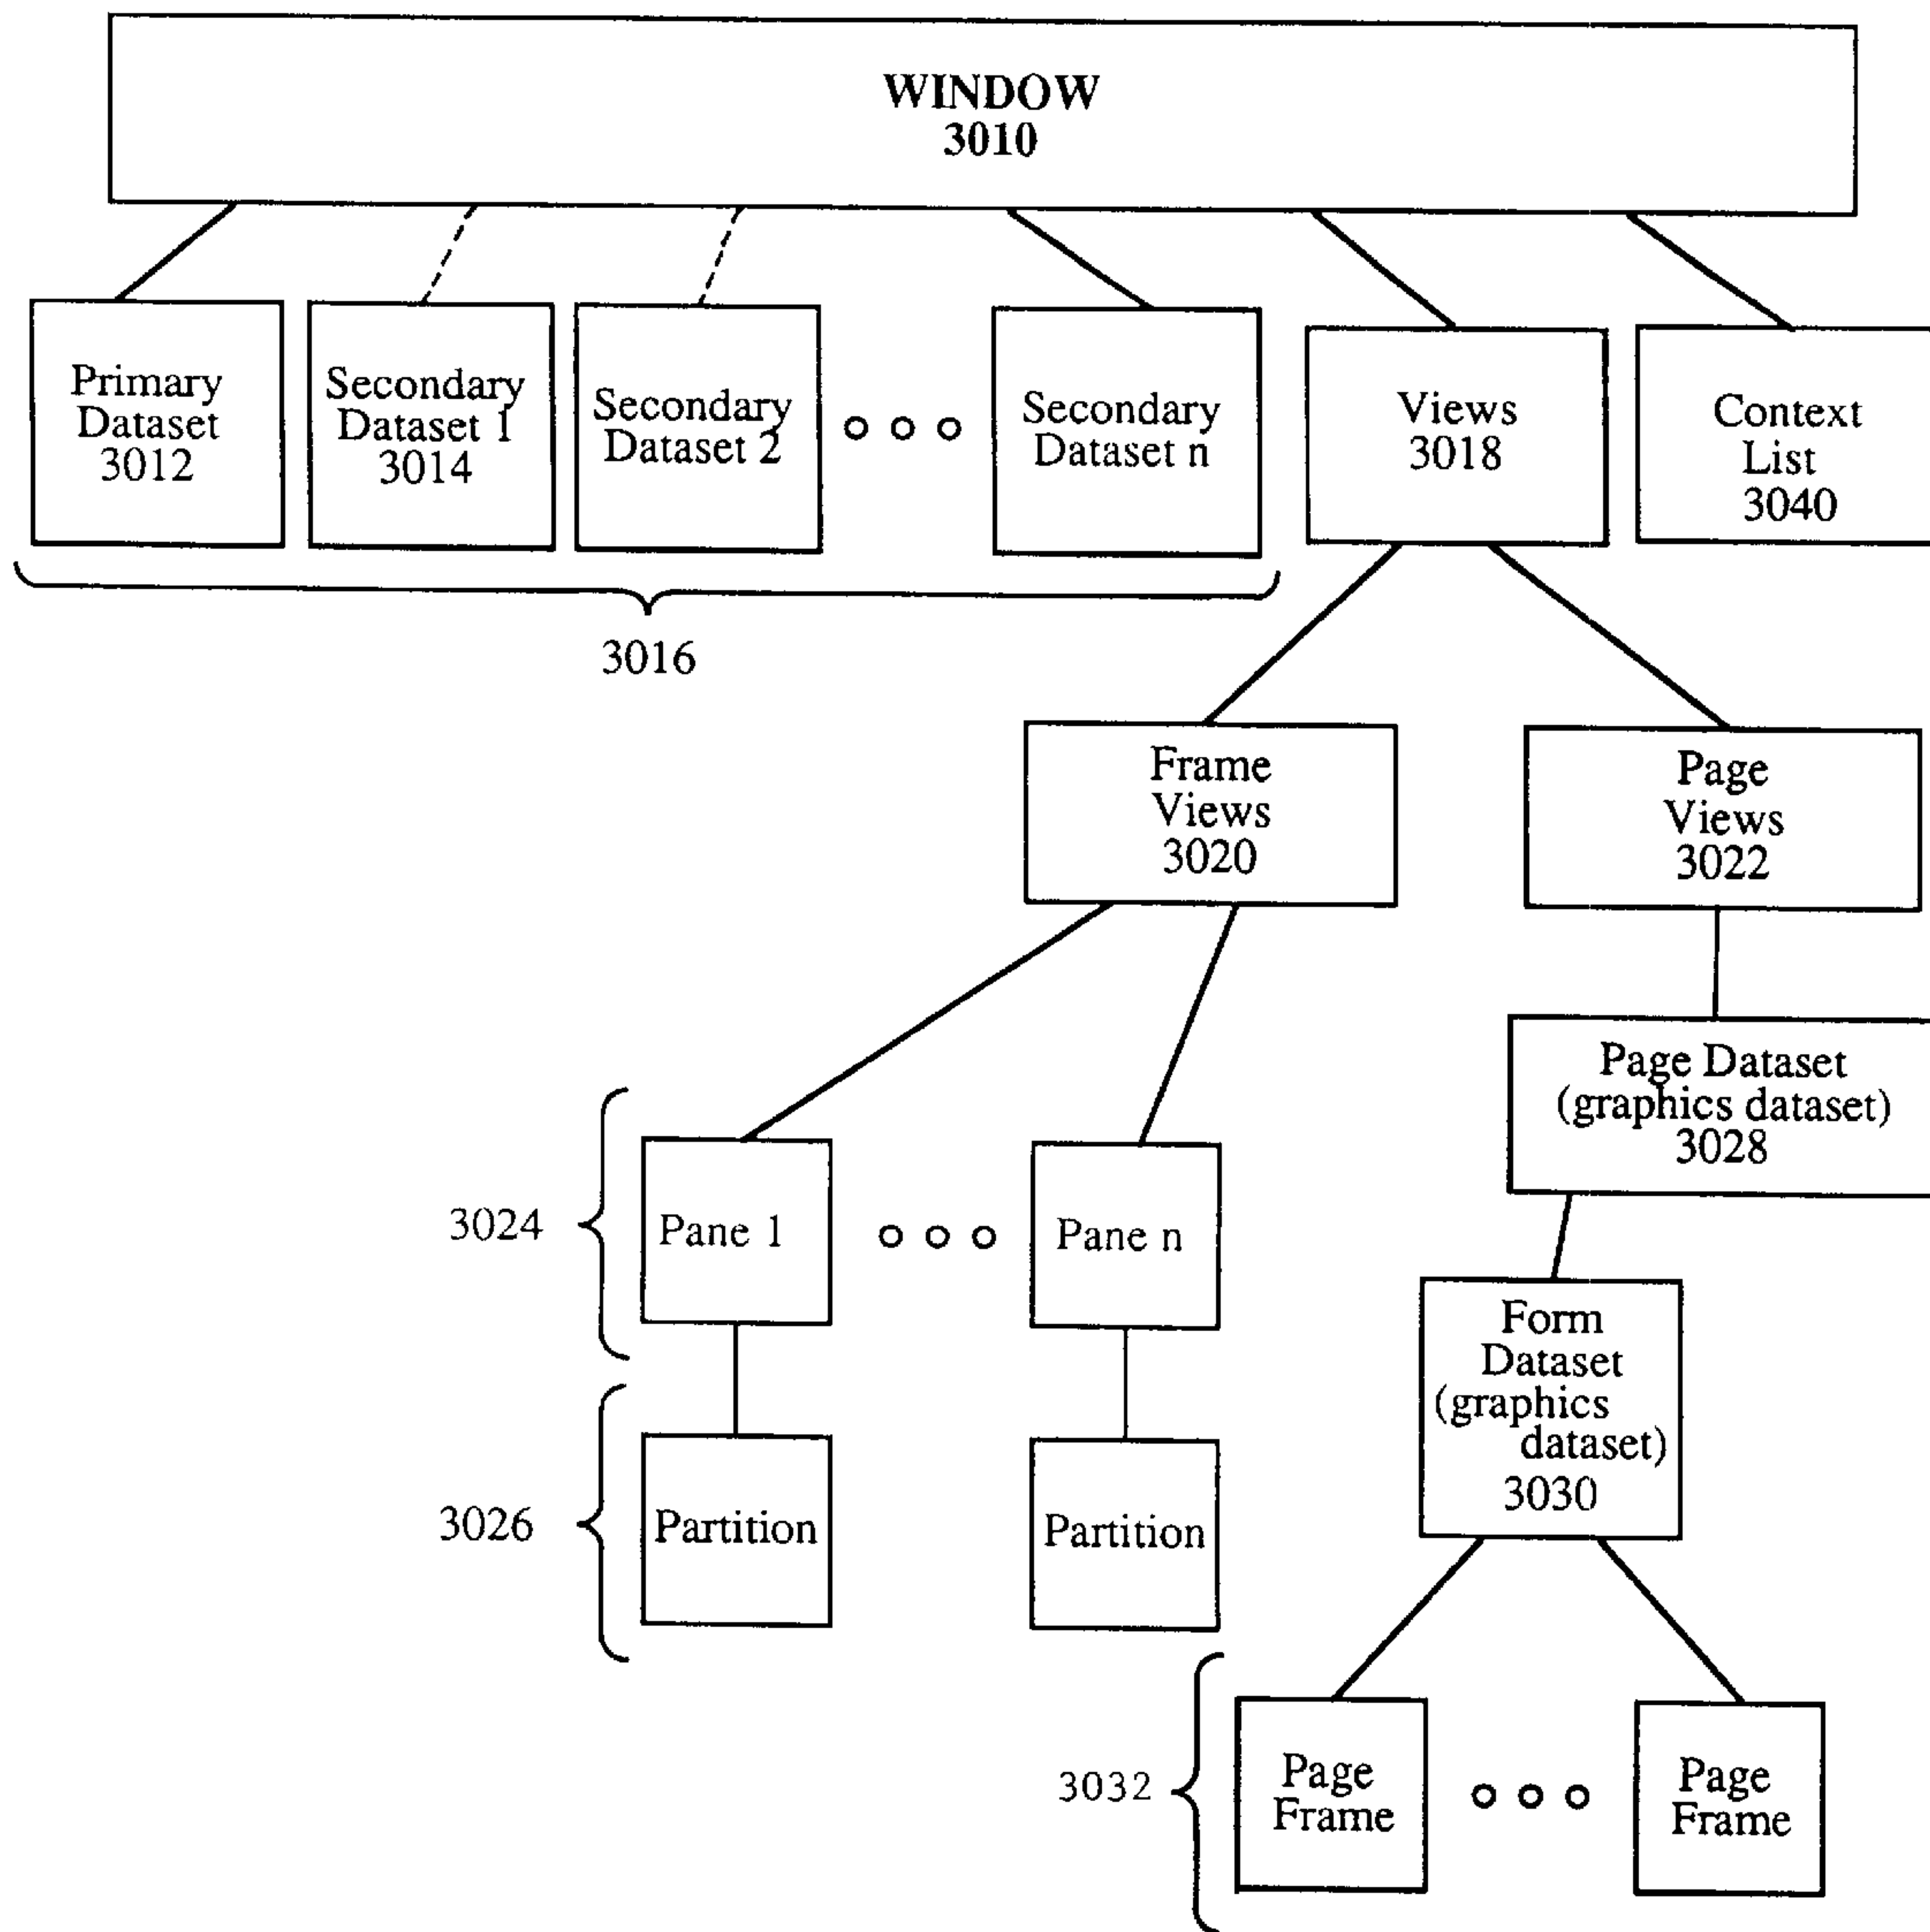 WINDOW
3010
Primary
Dataset
3012
Secondary
Dataset 1
3014
Secondary
Dataset 2
Secondary
Dataset n
Views
3018
Context
List
3040
3016
Frame
Views
3020
Page
Views
3022
Page Dataset
(graphics dataset)
3028
3024
Pane 1
Pane n
Form
Dataset
(graphics
dataset)
3030
3026
Partition
Partition
3032
Page
Frame
Page
Frame